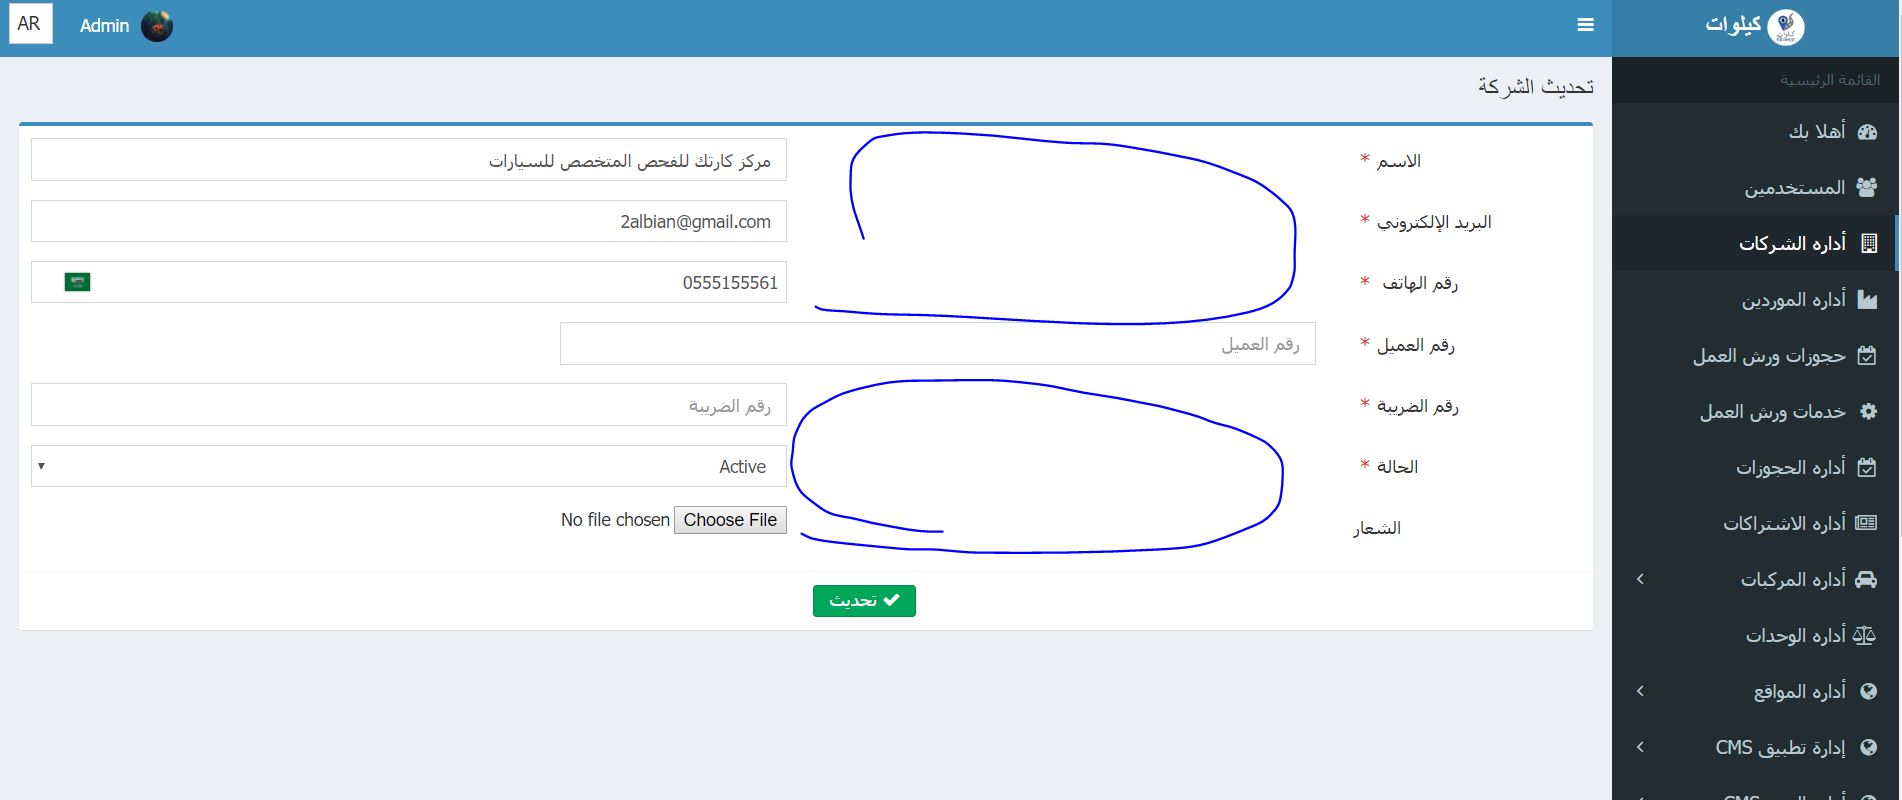 كيلوات
Admin
AR
القائمة الرئيسية
أهلا بك
المستخدمين
أداره الشركات
أداره الموردين
حجوزات ورش العمل
خدمات ورش العمل
أداره الحجوزات
أداره الاشتراكات
أداره المركبات
أداره الوحدات
أداره المواقع
إدارة تطبيق CMS
تحديث الشركة
الاسم * مركز كارتك للفحص المتخصص للسيارات
البريد الإلكتروني * 2albian@gmail.com
رقم الهاتف * 0555155561
رقم العميل * رقم العميل
رقم الضريبة * رقم الضريبة
الحالة * Active
الشعار Choose File No file chosen
تحديث